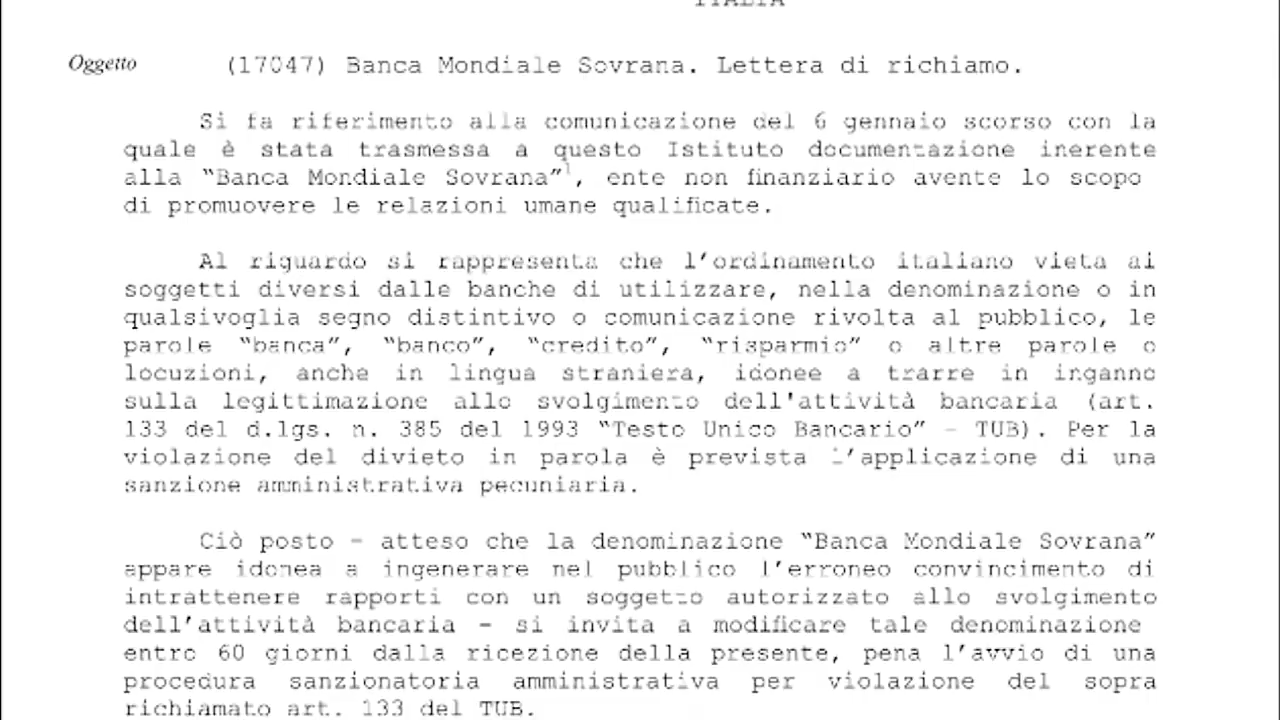 ITALIA
Oggetto (17047) Banca Mondiale Sovrana. Lettera di richiamo.
Si fa riferimento alla comunicazione del 6 gennaio scorso con la
quale è stata trasmessa a questo Istituto documentazione inerente
alla “Banca Mondiale Sovrana”1, ente non finanziario avente lo scopo
di promuovere le relazioni umane qualificate.
Al riguardo si rappresenta che l’ordinamento italiano vieta ai
soggetti diversi dalle banche di utilizzare, nella denominazione o in
qualsivoglia segno distintivo o comunicazione rivolta al pubblico, le
parole “banca”, “banco”, “credito”, “risparmio” o altre parole o
locuzioni, anche in lingua straniera, idonee a trarre in inganno
sulla legittimazione allo svolgimento dell'attività bancaria (art.
133 del d.lgs. n. 385 del 1993 “Testo Unico Bancario” – TUB). Per la
violazione del divieto in parola è prevista l’applicazione di una
sanzione amministrativa pecuniaria.
Ciò posto – atteso che la denominazione “Banca Mondiale Sovrana”
appare idonea a ingenerare nel pubblico l’erroneo convincimento di
intrattenere rapporti con un soggetto autorizzato allo svolgimento
dell’attività bancaria – si invita a modificare tale denominazione
entro 60 giorni dalla ricezione della presente, pena l’avvio di una
procedura sanzionatoria amministrativa per violazione del sopra
richiamato art. 133 del TUB.